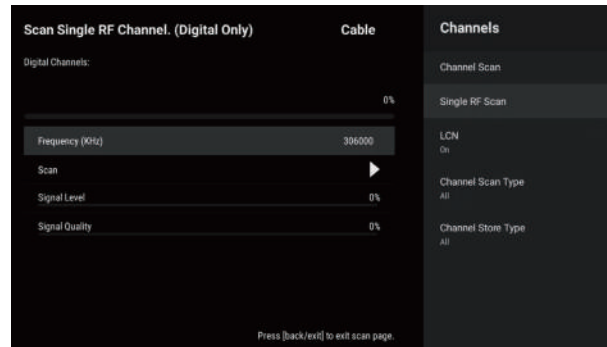 Scan Single RF Channel. (Digital Only) Cable
Digital Channels:
0%
Frequency (KHz) 306000
Scan
Signal Level 0%
Signal Quality 0%
Press [back/exit] to exit scan page.
Channels
Channel Scan
Single RF Scan
LCN
On
Channel Scan Type
All
Channel Store Type
All